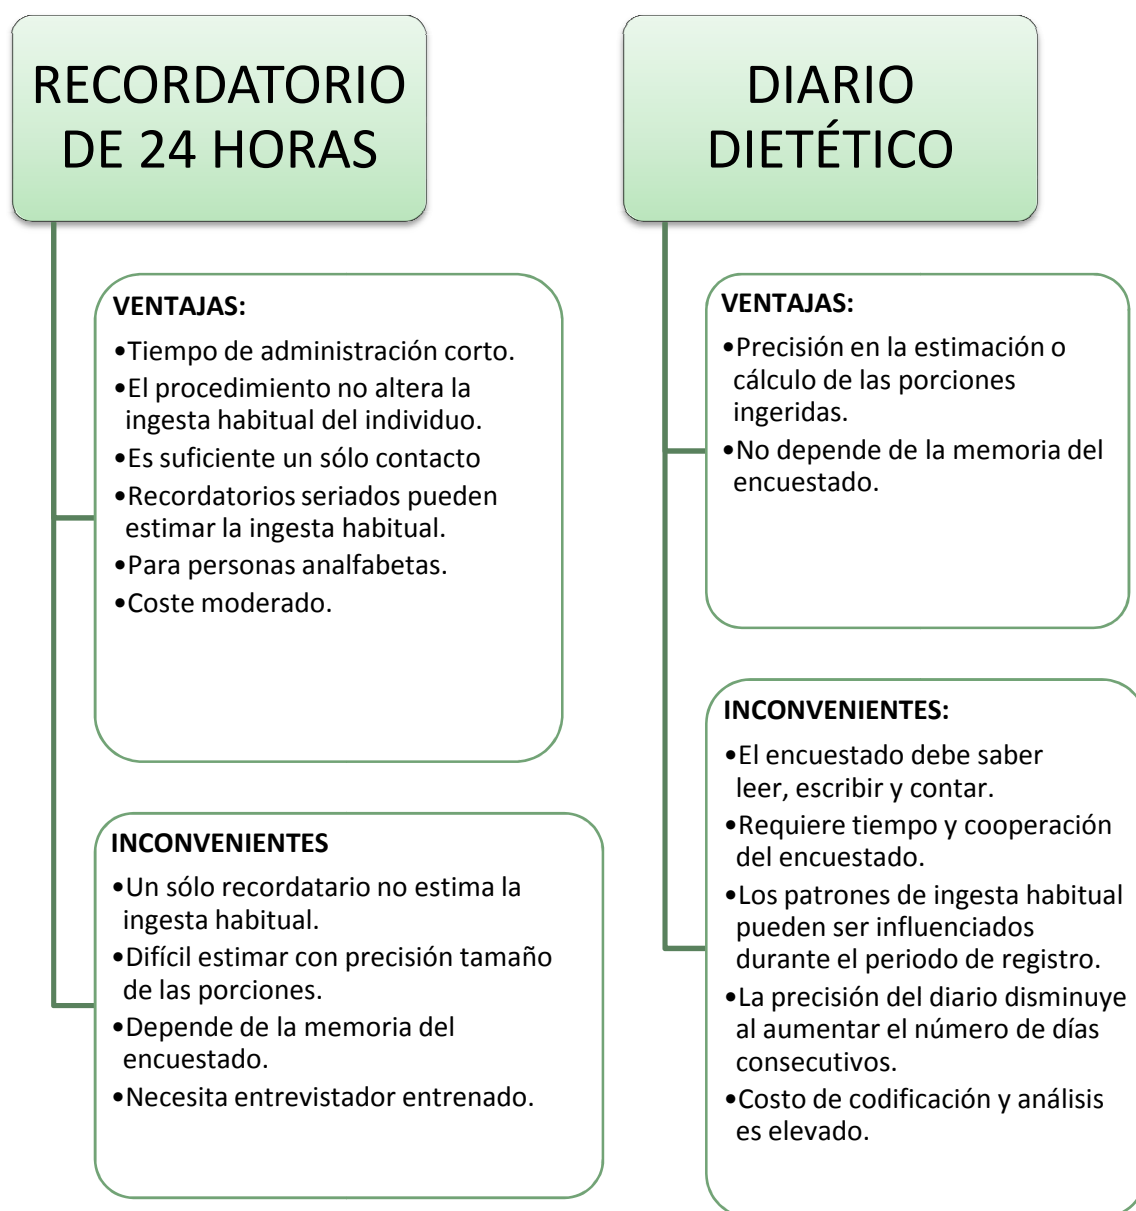 RECORDATORIO
DE 24 HORAS
VENTAJAS:
•Tiempo de administración corto.
•El procedimiento no altera la
ingesta habitual del individuo.
•Es suficiente un sólo contacto
•Recordatorios seriados pueden
estimar la ingesta habitual.
•Para personas analfabetas.
•Coste moderado.
INCONVENIENTES
•Un sólo recordatario no estima la
ingesta habitual.
•Difícil estimar con precisión tamaño
de las porciones.
•Depende de la memoria del
encuestado.
•Necesita entrevistador entrenado.
DIARIO
DIETÉTICO
VENTAJAS:
•Precisión en la estimación o
cálculo de las porciones
ingeridas.
•No depende de la memoria del
encuestado.
INCONVENIENTES:
•El encuestado debe saber
leer, escribir y contar.
•Requiere tiempo y cooperación
del encuestado.
•Los patrones de ingesta habitual
pueden ser influenciados
durante el periodo de registro.
•La precisión del diario disminuye
al aumentar el número de días
consecutivos.
•Costo de codificación y análisis
es elevado.